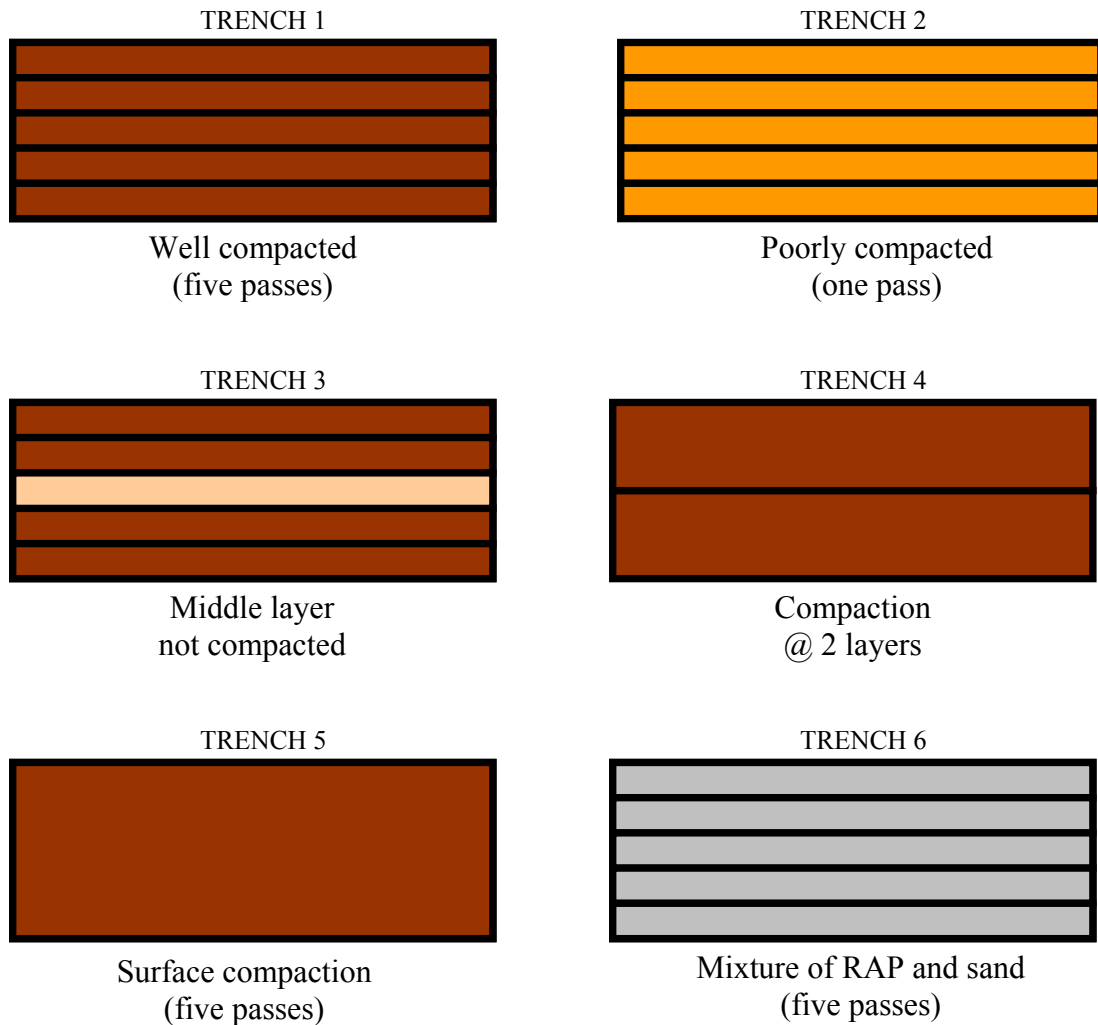 TRENCH 1
Well compacted
(five passes)
TRENCH 2
Poorly compacted
(one pass)
TRENCH 3
Middle layer
not compacted
TRENCH 4
Compaction
@ 2 layers
TRENCH 5
Surface compaction
(five passes)
TRENCH 6
Mixture of RAP and sand
(five passes)